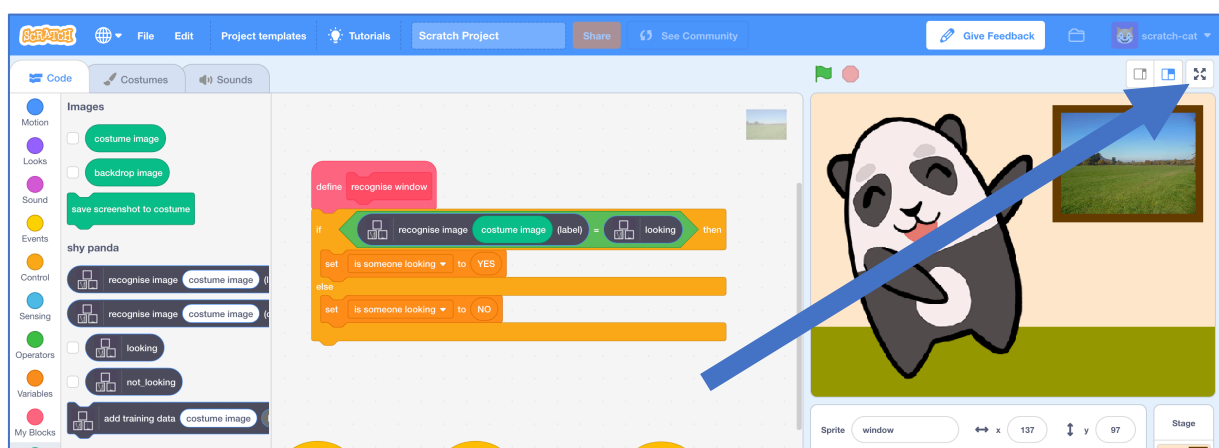 SCRATCH File Edit Project templates Tutorials Scratch Project Share See Community Give Feedback scratch-cat
Code Costumes Sounds
Motion
Looks
Sound
Events
Control
Sensing
Operators
Variables
My Blocks
Images
costume image
backdrop image
save screenshot to costume
shy panda
recognise image costume image
recognise image costume image
looking
not_looking
add training data costume image
define recognise window
if recognise image costume image (label) = looking then
set is someone looking to YES
else
set is someone looking to NO
Sprite window x 137 y 97
Stage